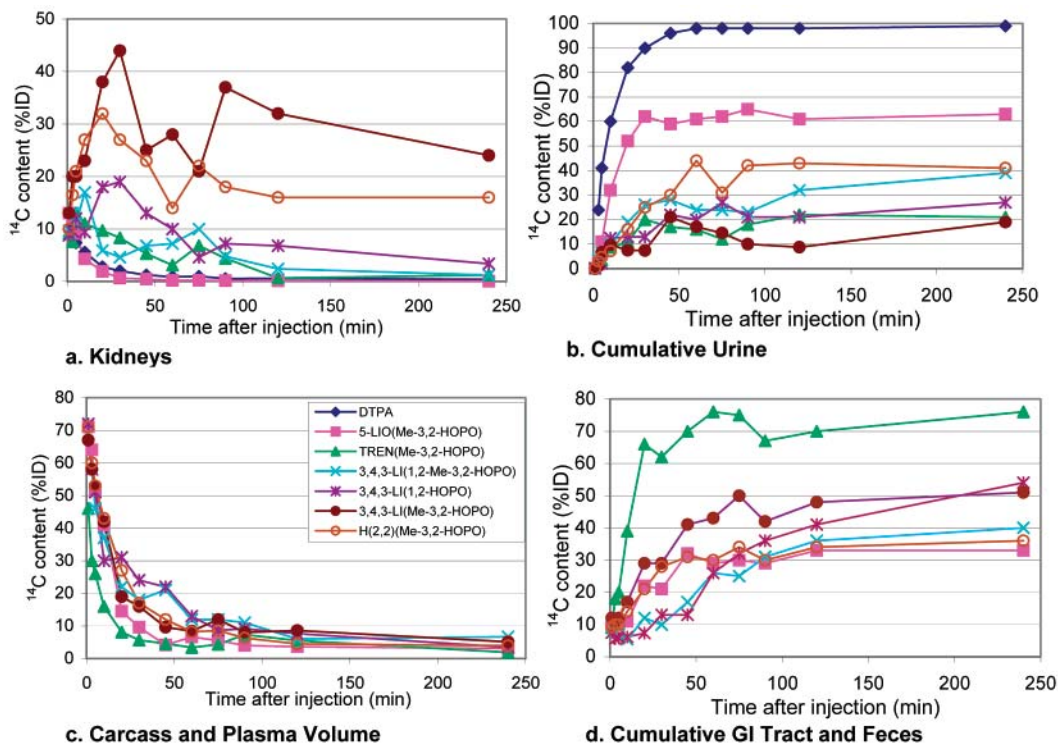 50
40
30
20
10
0
14C content (%ID)
0 50 100 150 200 250
Time after injection (min)
a. Kidneys
100
90
80
70
60
50
40
30
20
10
0
14C content (%ID)
0 50 100 150 200 250
Time after injection (min)
b. Cumulative Urine
80
70
60
50
40
30
20
10
0
14C content (%ID)
DTPA
5-LIO(Me-3,2-HOPO)
TREN(Me-3,2-HOPO)
3,4,3-LI(1,2-Me-3,2-HOPO)
3,4,3-LI(1,2-HOPO)
3,4,3-LI(Me-3,2-HOPO)
H(2,2)(Me-3,2-HOPO)
0 50 100 150 200 250
Time after injection (min)
c. Carcass and Plasma Volume
80
70
60
50
40
30
20
10
0
14C content (%ID)
0 50 100 150 200 250
Time after injection (min)
d. Cumulative GI Tract and Feces